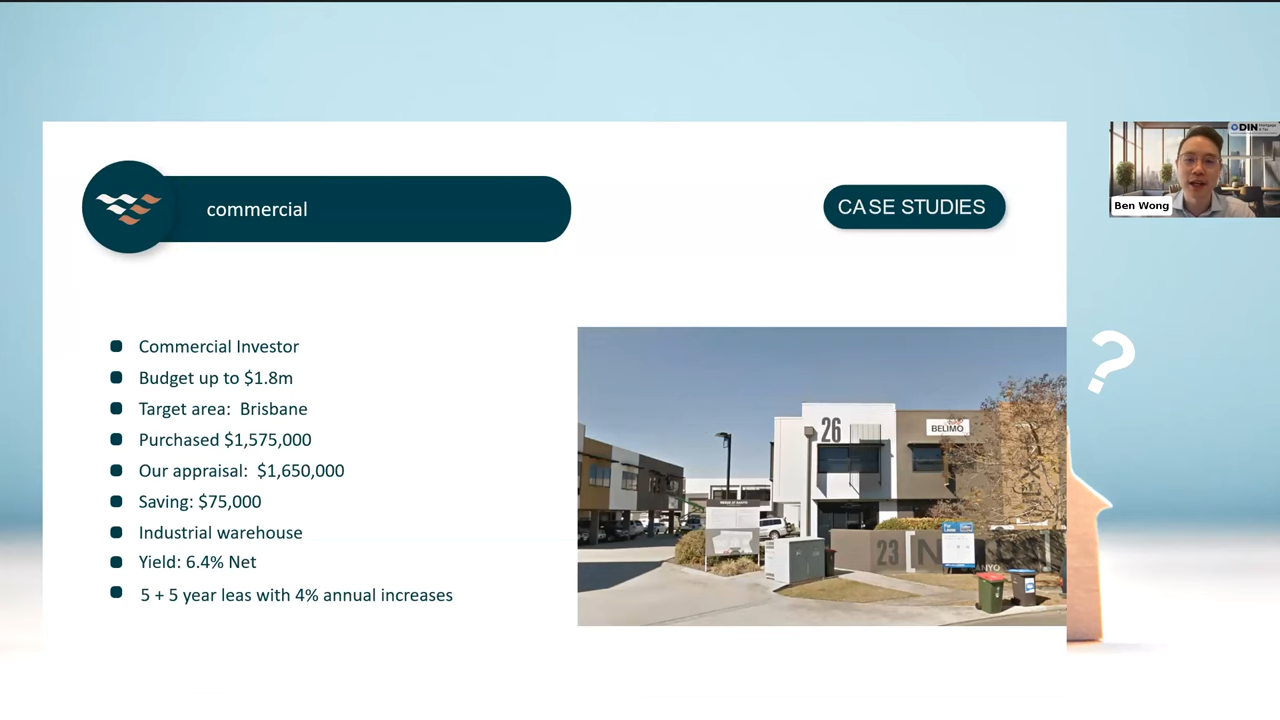 commercial
CASE STUDIES
DIN
Ben Wong
Commercial Investor
Budget up to $1.8m
Target area: Brisbane
Purchased $1,575,000
Our appraisal: $1,650,000
Saving: $75,000
Industrial warehouse
Yield: 6.4% Net
5 + 5 year leas with 4% annual increases
26
BELIMO
23 [N
?